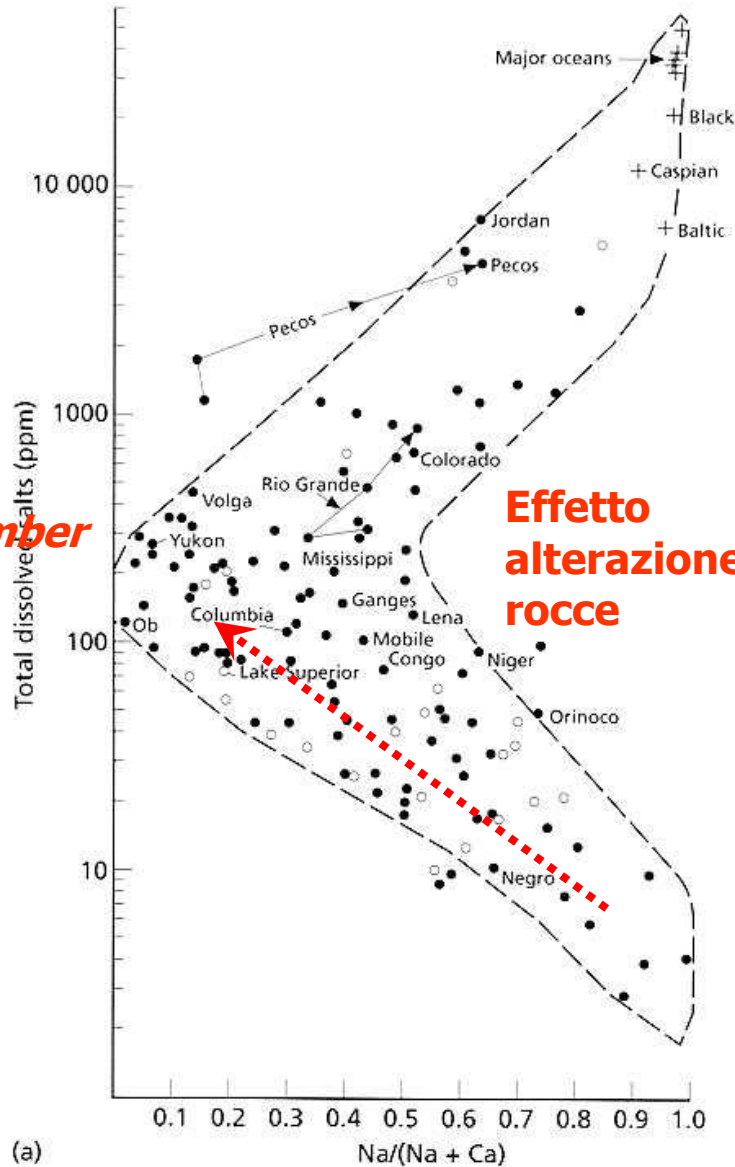 Major oceans
Black
Caspian
10 000
Baltic
Jordan
Pecos
Pecos
1000
Colorado
Rio Grande
Volga
Effetto
alterazione
rocce
Yukon
Mississippi
Ganges
Lena
Columbia
100
Ob
Mobile
Congo
Niger
Lake Superior
Orinoco
10
Negro
Total dissolved salts (ppm)
0.1 0.2 0.3 0.4 0.5 0.6 0.7 0.8 0.9 1.0
(a)
Na/(Na + Ca)